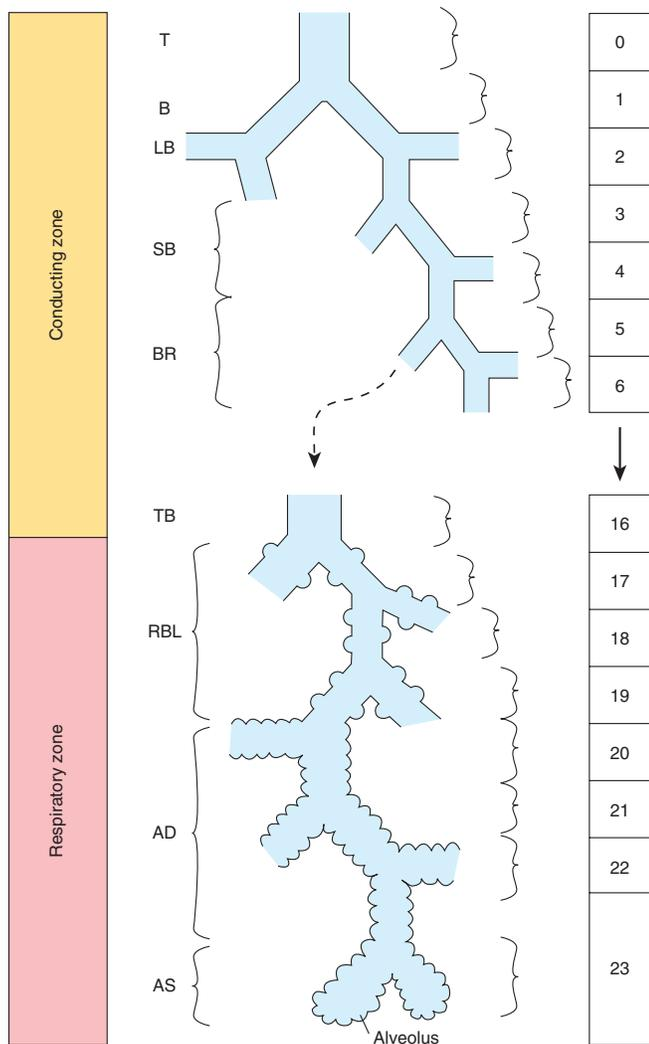 T
0
B
1
LB
2
3
SB
4
5
BR
6
Conducting zone
TB
16
17
RBL
18
19
20
21
AD
22
Respiratory zone
23
AS
Alveolus